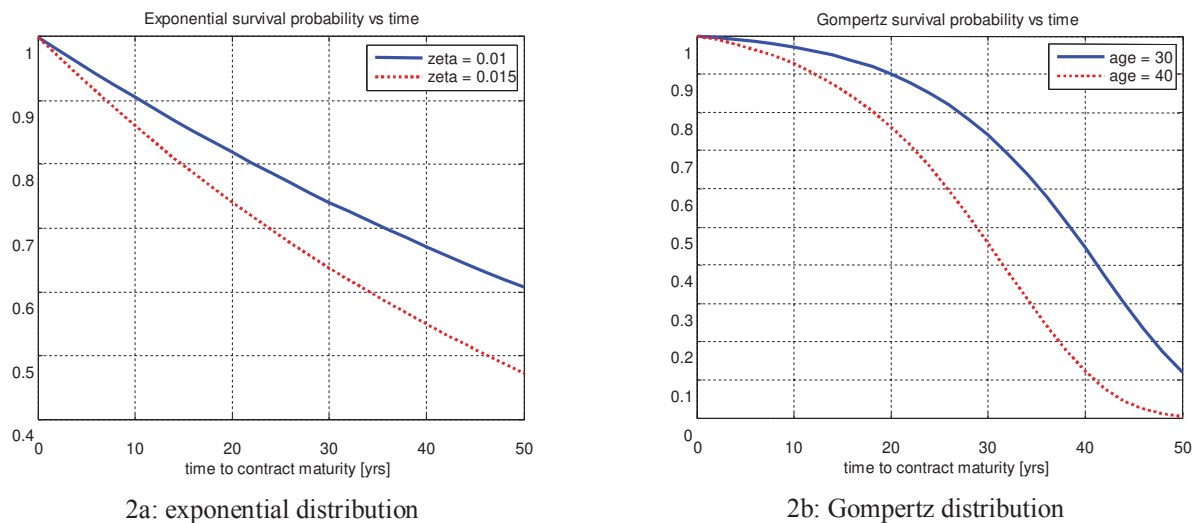 Exponential survival probability vs time
1
0.9
0.8
0.7
0.6
0.5
0.4
zeta = 0.01
zeta = 0.015
0 10 20 30 40 50
time to contract maturity [yrs]
2a: exponential distribution
Gompertz survival probability vs time
1
0.9
0.8
0.7
0.6
0.5
0.4
0.3
0.2
0.1
0
age = 30
age = 40
0 10 20 30 40 50
time to contract maturity [yrs]
2b: Gompertz distribution